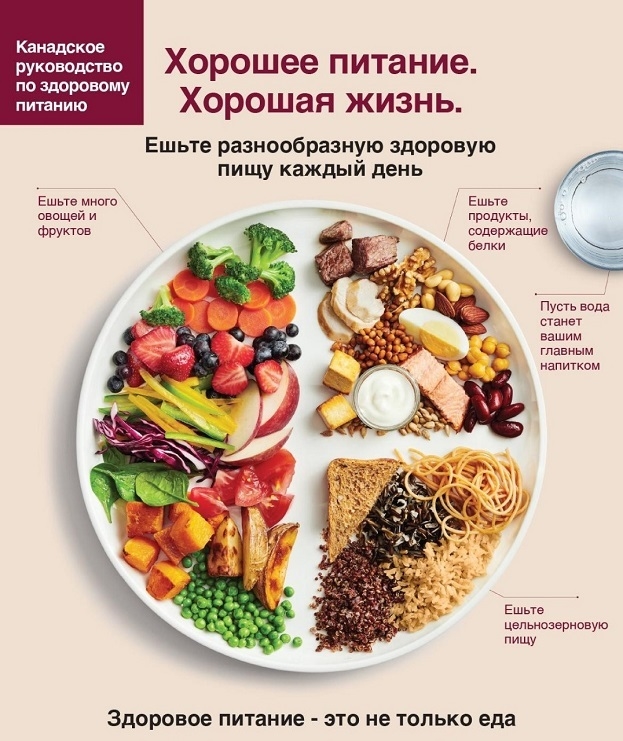 Канадское
руководство
по здоровому
питанию
Хорошее питание.
Хорошая жизнь.
Ешьте разнообразную здоровую
пищу каждый день
Ешьте много
овощей и
фруктов
Ешьте
продукты,
содержащие
белки
Пусть вода
станет
вашим
главным
напитком
Ешьте
цельнозерновую
пищу
Здоровое питание - это не только еда